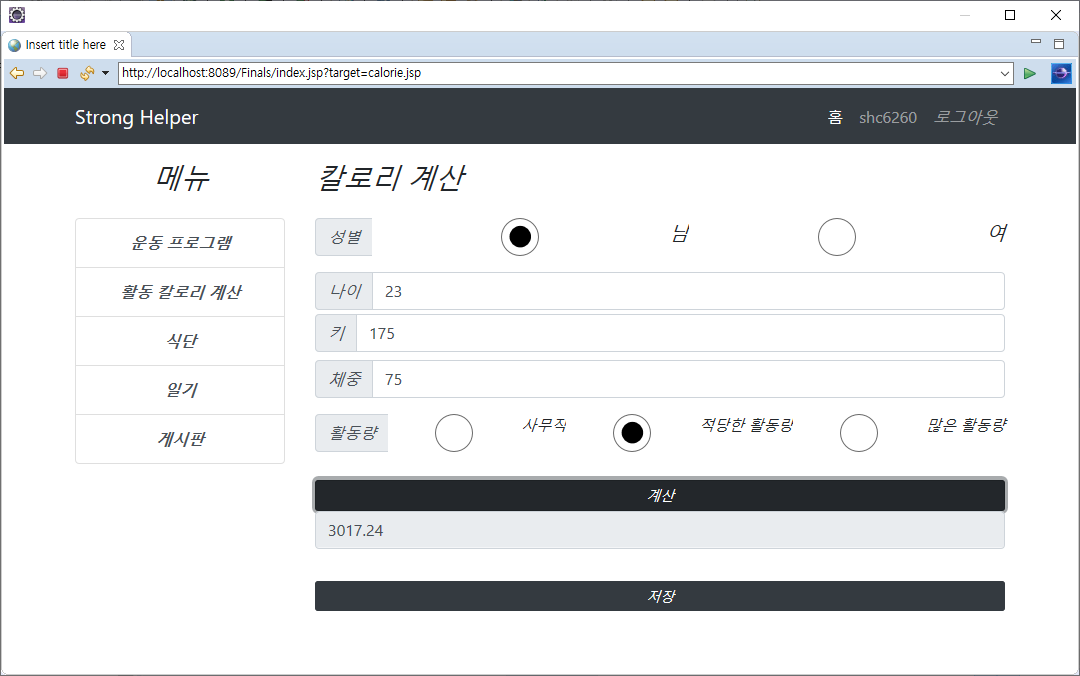 Insert title here
http://localhost:8089/Finals/index.jsp?target=calorie.jsp
Strong Helper 홈 shc6260 로그아웃
메뉴
운동 프로그램
활동 칼로리 계산
식단
일기
게시판
칼로리 계산
성별 남 여
나이 23
키 175
체중 75
활동량 사무직 적당한 활동량 많은 활동량
계산
3017.24
저장